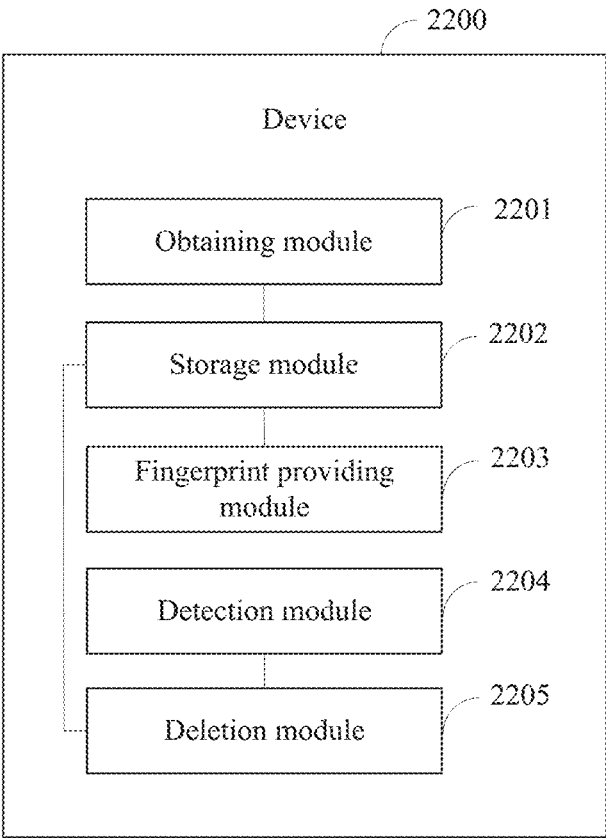 2200
Device
2201
Obtaining module
2202
Storage module
2203
Fingerprint providing
module
2204
Detection module
2205
Deletion module